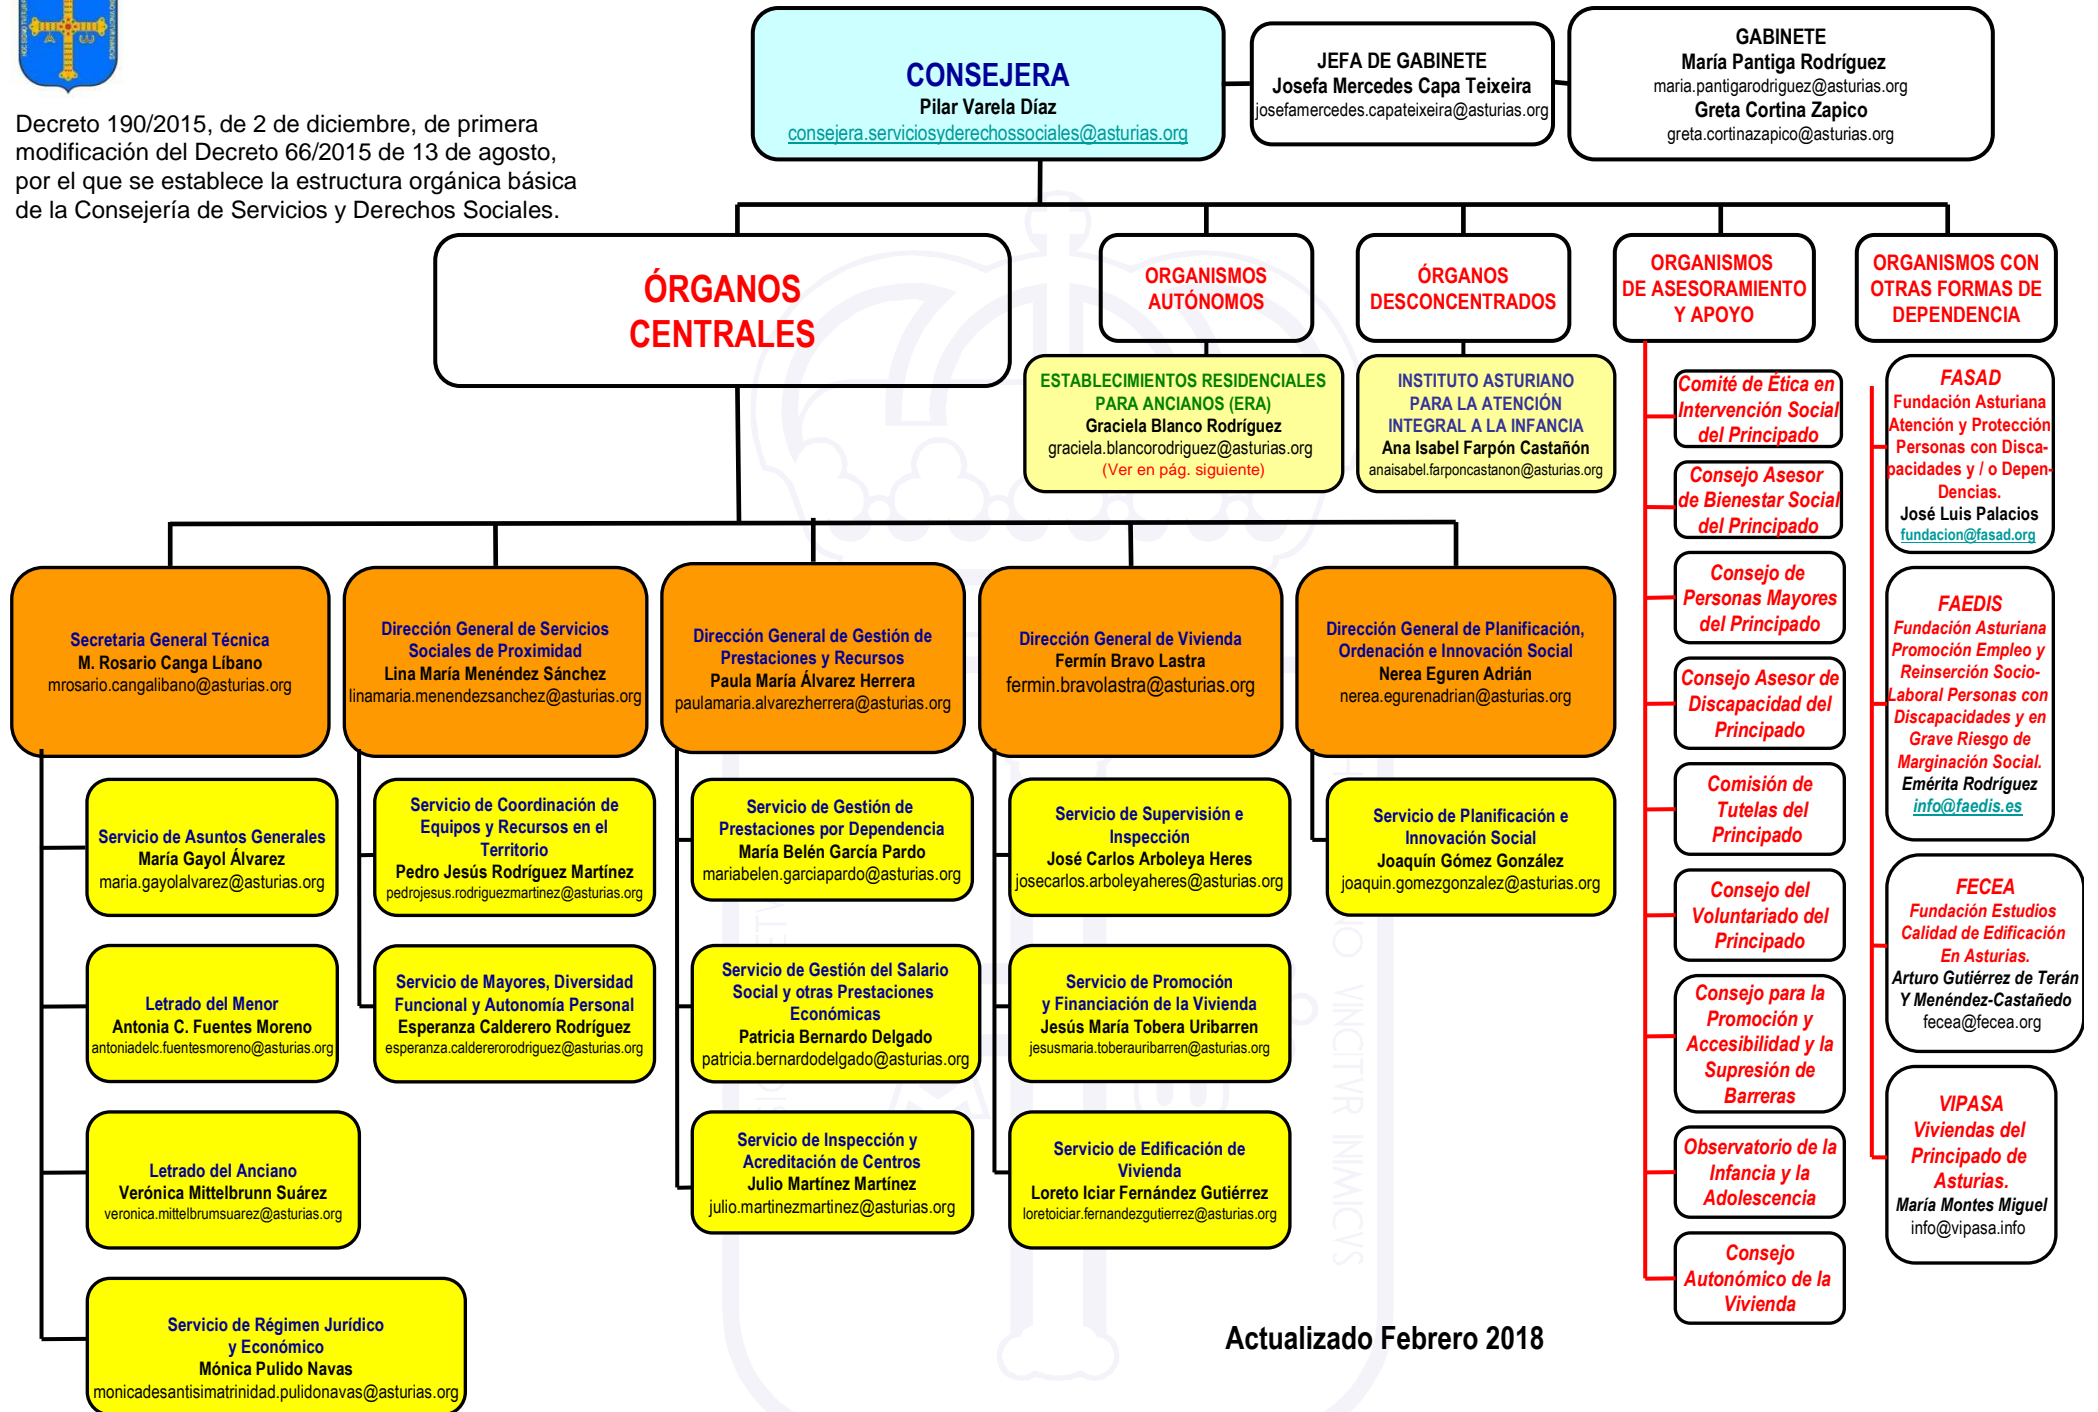 Decreto 190/2015, de 2 de diciembre, de primera
modificación del Decreto 66/2015 de 13 de agosto,
por el que se establece la estructura orgánica básica
de la Consejería de Servicios y Derechos Sociales.
CONSEJERA
Pilar Varela Díaz
consejera.serviciosyderechossociales@asturias.org
JEFA DE GABINETE
Josefa Mercedes Capa Teixeira
josefamercedes.capateixeira@asturias.org
GABINETE
María Pantiga Rodríguez
maria.pantigarodriguez@asturias.org
Greta Cortina Zapico
greta.cortinazapico@asturias.org
ÓRGANOS
CENTRALES
ORGANISMOS
AUTÓNOMOS
ÓRGANOS
DESCONCENTRADOS
ORGANISMOS
DE ASESORAMIENTO
Y APOYO
ORGANISMOS CON
OTRAS FORMAS DE
DEPENDENCIA
ESTABLECIMIENTOS RESIDENCIALES
PARA ANCIANOS (ERA)
Graciela Blanco Rodríguez
graciela.blancorodriguez@asturias.org
(Ver en pág. siguiente)
INSTITUTO ASTURIANO
PARA LA ATENCIÓN
INTEGRAL A LA INFANCIA
Ana Isabel Farpón Castañón
anaisabel.farponcastanon@asturias.org
Secretaría General Técnica
M. Rosario Canga Líbano
mrosario.cangalibano@asturias.org
Dirección General de Servicios
Sociales de Proximidad
Lina María Menéndez Sánchez
linamaria.menendezsanchez@asturias.org
Dirección General de Gestión de
Prestaciones y Recursos
Paula María Álvarez Herrera
paulamaria.alvarezherrera@asturias.org
Dirección General de Vivienda
Fermín Bravo Lastra
fermin.bravolastra@asturias.org
Dirección General de Planificación,
Ordenación e Innovación Social
Nerea Eguren Adrián
nerea.egurenadrian@asturias.org
Servicio de Asuntos Generales
María Gayol Álvarez
maria.gayolalvarez@asturias.org
Letrado del Menor
Antonia C. Fuentes Moreno
antoniadelc.fuentesmoreno@asturias.org
Letrado del Anciano
Verónica Mittelbrunn Suárez
veronica.mittelbrumsuarez@asturias.org
Servicio de Régimen Jurídico
y Económico
Mónica Pulido Navas
monicadesantisimatrinidad.pulidonavas@asturias.org
Servicio de Coordinación de
Equipos y Recursos en el
Territorio
Pedro Jesús Rodríguez Martínez
pedrojesus.rodriguezmartinez@asturias.org
Servicio de Mayores, Diversidad
Funcional y Autonomía Personal
Esperanza Calderero Rodríguez
esperanza.caldererorodriguez@asturias.org
Servicio de Gestión de
Prestaciones por Dependencia
María Belén García Pardo
mariabelen.garciapardo@asturias.org
Servicio de Gestión del Salario
Social y otras Prestaciones
Económicas
Patricia Bernardo Delgado
patricia.bernardodelgado@asturias.org
Servicio de Inspección y
Acreditación de Centros
Julio Martínez Martínez
julio.martinezmartinez@asturias.org
Servicio de Supervisión e
Inspección
José Carlos Arboleya Heres
josecarlos.arboleyaheres@asturias.org
Servicio de Promoción
y Financiación de la Vivienda
Jesús María Tobera Uribarren
jesusmaria.toberauribarren@asturias.org
Servicio de Edificación de
Vivienda
Loreto Iciar Fernández Gutiérrez
loretoiciar.fernandezgutierrez@asturias.org
Servicio de Planificación e
Innovación Social
Joaquín Gómez González
joaquin.gomezgonzalez@asturias.org
Comité de Ética en
Intervención Social
del Principado
Consejo Asesor
de Bienestar Social
del Principado
Consejo de
Personas Mayores
del Principado
Consejo Asesor de
Discapacidad del
Principado
Comisión de
Tutelas del
Principado
Consejo del
Voluntariado del
Principado
Consejo para la
Promoción y
Accesibilidad y la
Supresión de
Barreras
Observatorio de la
Infancia y la
Adolescencia
Consejo
Autonómico de la
Vivienda
FASAD
Fundación Asturiana
Atención y Protección
Personas con Disca-
pacidades y / o Depen-
Dencias.
José Luis Palacios
fundacion@fasad.org
FAEDIS
Fundación Asturiana
Promoción Empleo y
Reinserción Socio-
Laboral Personas con
Discapacidades y en
Grave Riesgo de
Marginación Social.
Emérita Rodríguez
info@faedis.es
FECEA
Fundación Estudios
Calidad de Edificación
En Asturias.
Arturo Gutiérrez de Terán
Y Menéndez-Castañedo
fecea@fecea.org
VIPASA
Viviendas del
Principado de
Asturias.
María Montes Miguel
info@vipasa.info
Actualizado Febrero 2018
VINCITVR INIMICVS